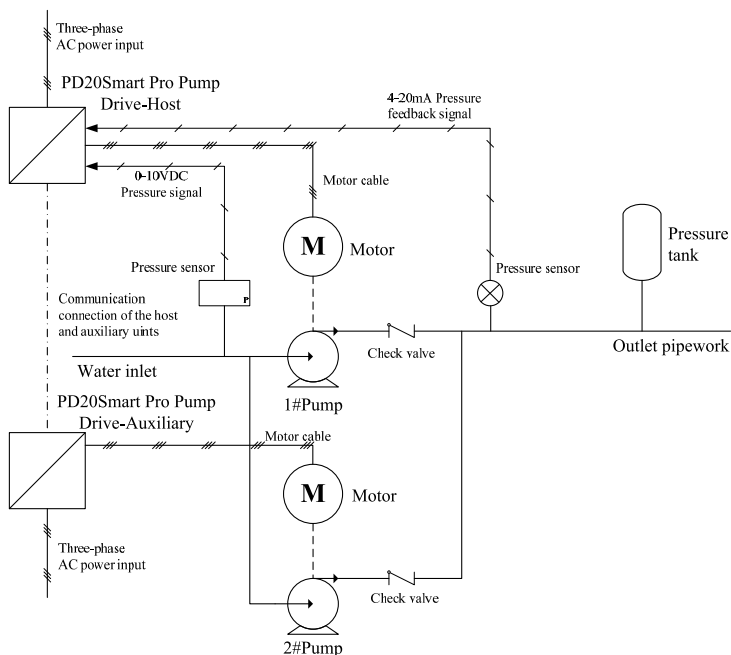 Three-phase
AC power input
PD20Smart Pro Pump
Drive-Host
4-20mA Pressure
feedback signal
0-10VDC
Pressure signal
Motor cable
M
Motor
Pressure sensor
P
Pressure sensor
Pressure
tank
Communication
connection of the host
and auxiliary uints
Check valve
Outlet pipework
Water inlet
1#Pump
PD20Smart Pro Pump
Drive-Auxiliary
Motor cable
M
Motor
Three-phase
AC power input
Check valve
2#Pump